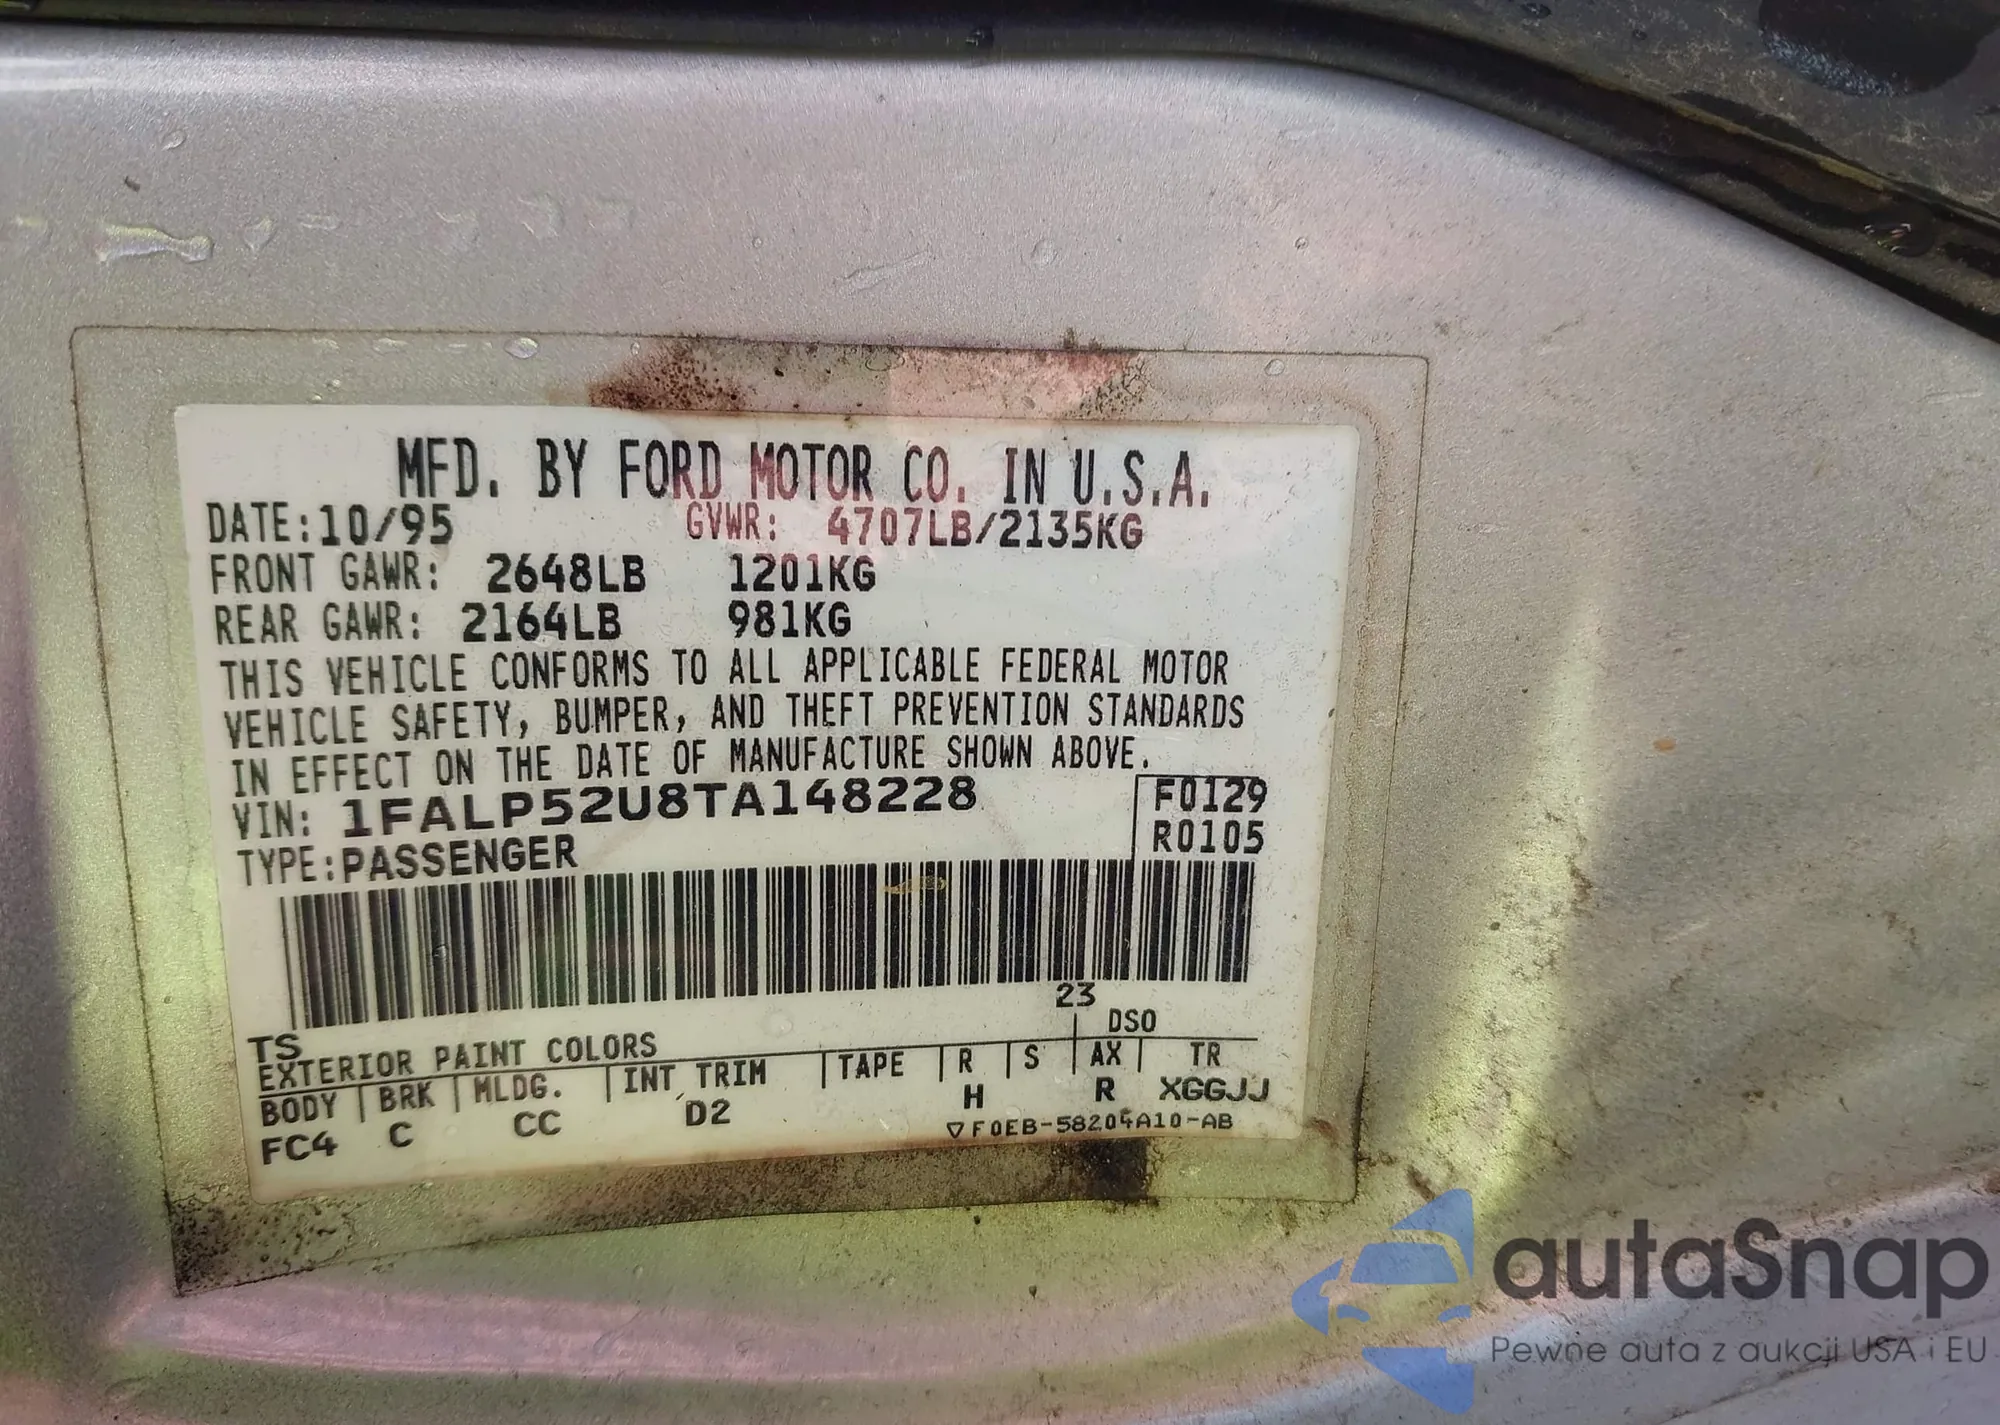 MFD. BY FORD MOTOR CO. IN U.S.A.
DATE:10/95 GVWR: 4707LB/2135KG
FRONT GAWR: 2648LB 1201KG
REAR GAWR: 2164LB 981KG
THIS VEHICLE CONFORMS TO ALL APPLICABLE FEDERAL MOTOR
VEHICLE SAFETY, BUMPER, AND THEFT PREVENTION STANDARDS
IN EFFECT ON THE DATE OF MANUFACTURE SHOWN ABOVE.
VIN: 1FALP52U8TA148228 F0129
TYPE:PASSENGER R0105
23
TS DSO
EXTERIOR PAINT COLORS
BODY BRK MLDG. INT TRIM TAPE R S AX TR
FC4 C CC D2 H R XGGJJ
▽F0EB-58204A10-AB
autaSnap
Pewne auta z aukcji USA i EU